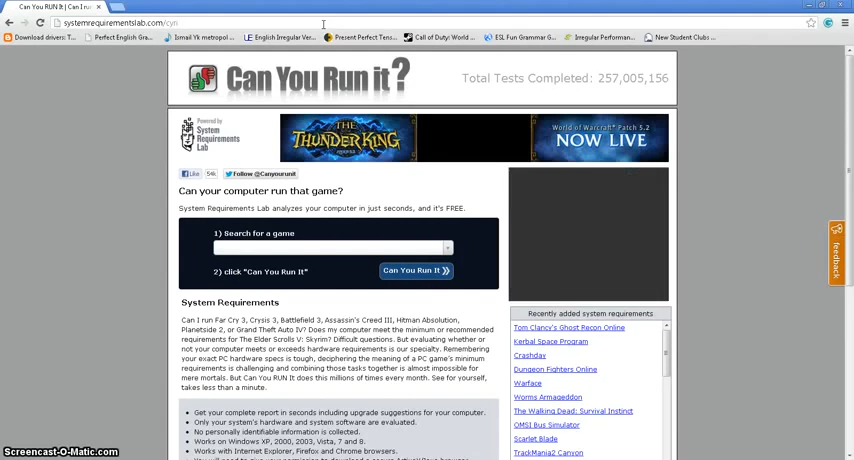 Can You RUN It | Can I run
systemrequirementslab.com/cyri
Download drivers: T...
Perfect English Gra...
Ismail Yk metropol ...
English Irregular Ver...
Present Perfect Tens...
Call of Duty: World ...
ESL Fun Grammar G...
Irregular Performan...
New Student Clubs ...
Can You Run it?
Total Tests Completed: 257,005,156
Powered by
System
Requirements
Lab
THE
THUNDER KING
World of Warcraft Patch 5.2
NOW LIVE
Like 54k Follow @Canyourunit
Can your computer run that game?
System Requirements Lab analyzes your computer in just seconds, and it's FREE.
1) Search for a game
2) click "Can You Run It"
Can You Run It
feedback
System Requirements
Can I run Far Cry 3, Crysis 3, Battlefield 3, Assassin's Creed III, Hitman Absolution,
Planetside 2, or Grand Theft Auto IV? Does my computer meet the minimum or recommended
requirements for The Elder Scrolls V: Skyrim? Difficult questions. But evaluating whether or
not your computer meets or exceeds hardware requirements is our specialty. Remembering
your exact PC hardware specs is tough, deciphering the meaning of a PC game's minimum
requirements is challenging and combining those tasks together is almost impossible for
mere mortals. But Can You RUN It does this millions of times every month. See for yourself,
takes less than a minute.
Get your complete report in seconds including upgrade suggestions for your computer.
Only your system's hardware and system software are evaluated.
No personally identifiable information is collected.
Works on Windows XP, 2000, 2003, Vista, 7 and 8.
Works with Internet Explorer, Firefox and Chrome browsers.
Recently added system requirements
Tom Clancy's Ghost Recon Online
Kerbal Space Program
Crashday
Dungeon Fighters Online
Warface
Worms Armageddon
The Walking Dead: Survival Instinct
OMSI Bus Simulator
Scarlet Blade
TrackMania2 Canyon
Screencast-O-Matic.com